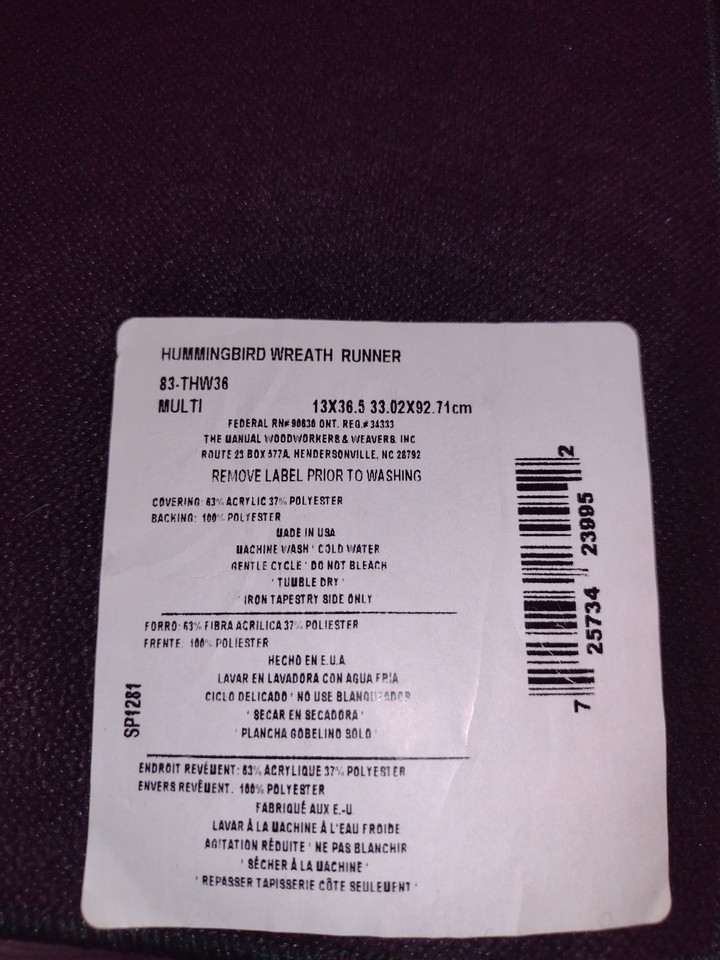 HUMMINGBIRD WREATH RUNNER
83-THW36
MULTI 13X36.5 33.02X92.71cm
FEDERAL RN# 90630 ONT. REG.# 34333
THE MANUAL WOODWORKERS & WEAVERS, INC
ROUTE 23 BOX 577A, HENDERSONVILLE, NC 28792
REMOVE LABEL PRIOR TO WASHING
COVERING: 63% ACRYLIC 37% POLYESTER
BACKING: 100% POLYESTER
MADE IN USA
MACHINE WASH * COLD WATER
GENTLE CYCLE * DO NOT BLEACH
* TUMBLE DRY *
* IRON TAPESTRY SIDE ONLY
FORRO: 63% FIBRA ACRILICA 37% POLIESTER
FRENTE: 100% POLIESTER
HECHO EN E.U.A.
LAVAR EN LAVADORA CON AGUA FRIA
CICLO DELICADO * NO USE BLANQUEADOR
* SECAR EN SECADORA *
* PLANCHA GOBELINO SOLO *
ENDROIT REVÊUENT: 63% ACRYLIQUE 37% POLYESTER
ENVERS REVÊUENT. 100% POLYESTER
FABRIQUÉ AUX E.-U.
LAVAR À LA MACHINE À L'EAU FROIDE
AGITATION RÉDUITE * NE PAS BLANCHIR
* SÉCHER À LA MACHINE *
* REPASSER TAPISSERIE CÔTE SEULEUENT *
SP1281
7 25734 23995 2